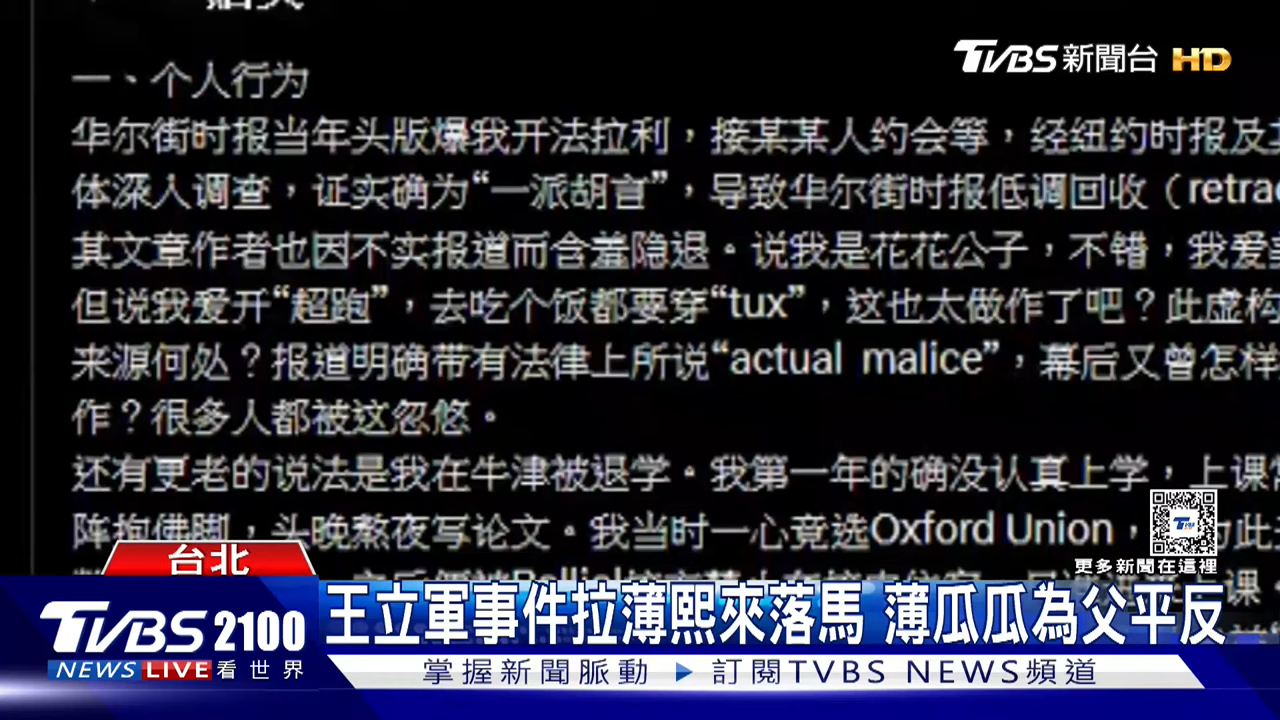 TVBS新聞台 HD
一、个人行为
华尔街时报当年头版爆我开法拉利，接某某人约会等，经纽约时报及
体深入调查，证实确为“一派胡言”，导致华尔街时报低调回收（retrac
其文章作者也因不实报道而含羞隐退。说我是花花公子，不错，我爱
但说我爱开“超跑”，去吃个饭都要穿“tux”，这也太做作了吧？此虚构
来源何处？报道明确带有法律上所说“actual malice”，幕后又曾怎样
作？很多人都被这忽悠。
还有更老的说法是我在牛津被退学。我第一年的确没认真上学，上课
阵抱佛脚，头晚熬夜写论文。我当时一心竞选Oxford Union，为此
更多新聞在這裡
台北
TVBS 2100
王立軍事件拉薄熙來落馬 薄瓜瓜為父平反
NEWS LIVE 看世界
掌握新聞脈動 訂閱TVBS NEWS頻道